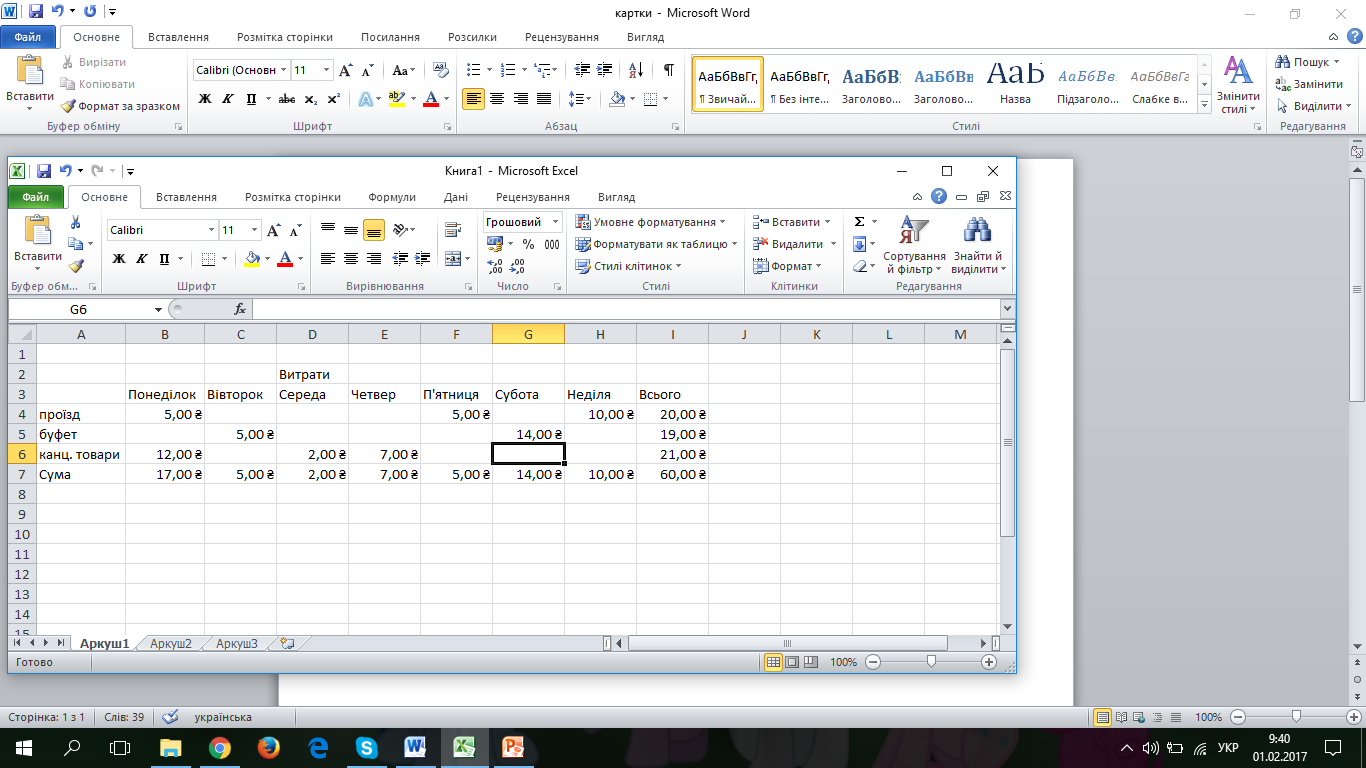 картки - Microsoft Word
Файл Основне Вставлення Розмітка сторінки Посилання Розсилки Рецензування Вигляд
Вставити Вирізати Копіювати Формат за зразком
Calibri (Основн 11
Ж К П abc x₂ x² А А
АаБбВвГг, АаБбВвГг, АаБбВ АаБбВв АаБ АаБбВв. АаБбВвГг
¶ Звичай... ¶ Без інте... Заголово... Заголово... Назва Підзаголо... Слабке в...
Змінити стилі
Пошук
Замінити
Виділити
Буфер обміну Шрифт Абзац Стилі Редагування
Книга1 - Microsoft Excel
Файл Основне Вставлення Розмітка сторінки Формули Дані Рецензування Вигляд
Вставити
Calibri 11
Ж К П
Грошовий
% 000
Умовне форматування
Форматувати як таблицю
Стилі клітинок
Вставити
Видалити
Формат
Σ
Сортування й фільтр
Знайти й виділити
Буфер обм... Шрифт Вирівнювання Число Стилі Клітинки Редагування
G6 fx
A B C D E F G H I J K L M
1
2 Витрати
3 Понеділок Вівторок Середа Четвер П'ятниця Субота Неділя Всього
4 проїзд 5,00 ₴ 5,00 ₴ 10,00 ₴ 20,00 ₴
5 буфет 5,00 ₴ 14,00 ₴ 19,00 ₴
6 канц. товари 12,00 ₴ 2,00 ₴ 7,00 ₴ 21,00 ₴
7 Сума 17,00 ₴ 5,00 ₴ 2,00 ₴ 7,00 ₴ 5,00 ₴ 14,00 ₴ 10,00 ₴ 60,00 ₴
8
9
10
11
12
13
14
15
Аркуш1 Аркуш2 Аркуш3
Готово 100%
Сторінка: 1 з 1 Слів: 39 українська 100%
УКР 9:40
01.02.2017